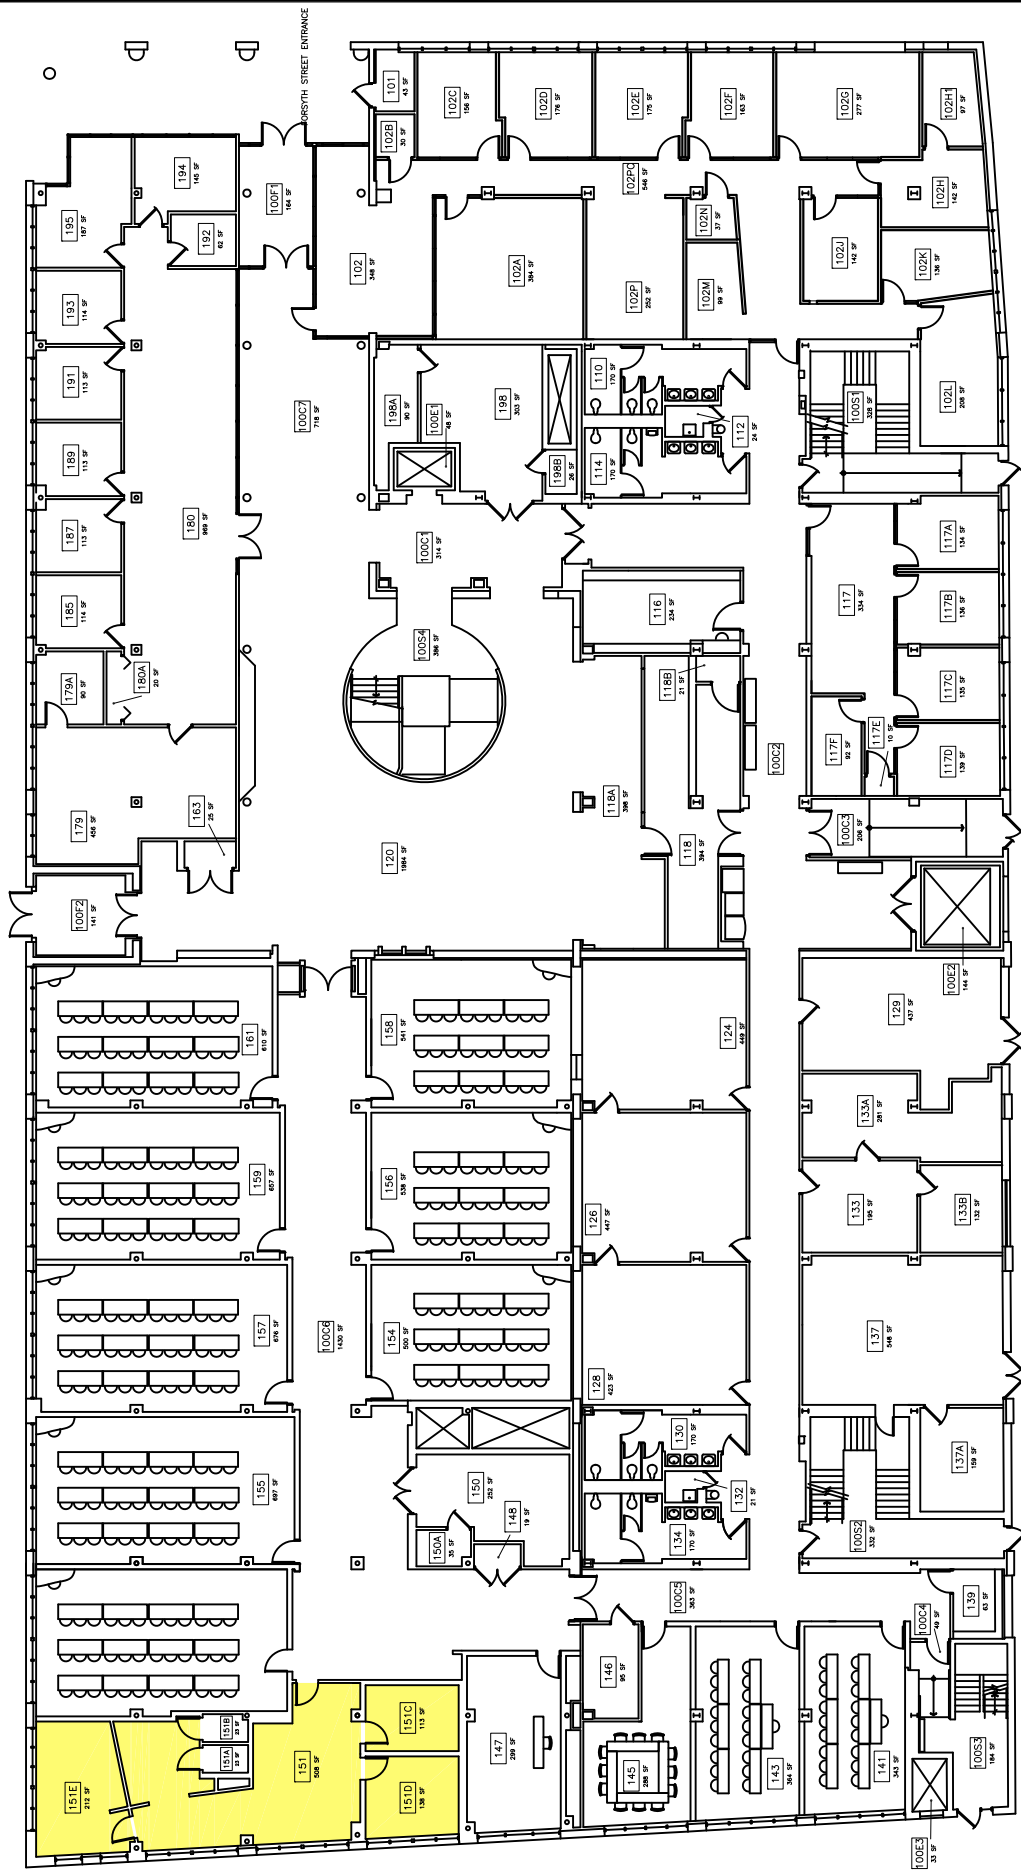 FORSYTH STREET ENTRANCE
101
43 SF
102C
156 SF
102D
176 SF
102E
175 SF
102F
163 SF
102G
277 SF
102H1
97 SF
102B
30 SF
195
187 SF
194
145 SF
192
62 SF
100F1
164 SF
102
348 SF
102A
384 SF
102PC
546 SF
102N
37 SF
102P
252 SF
102M
99 SF
102J
142 SF
102H
142 SF
102K
136 SF
102L
208 SF
193
114 SF
191
113 SF
189
113 SF
187
113 SF
185
114 SF
180
969 SF
100C7
718 SF
198A
90 SF
100E1
48 SF
198
303 SF
198B
26 SF
110
170 SF
112
24 SF
114
170 SF
100S1
328 SF
100C1
314 SF
116
234 SF
117
334 SF
117A
134 SF
117B
136 SF
117C
135 SF
117D
139 SF
117E
10 SF
117F
92 SF
179A
90 SF
180A
20 SF
100S4
386 SF
118B
21 SF
100C2
179
456 SF
163
25 SF
120
1984 SF
118A
398 SF
118
394 SF
100C3
206 SF
100F2
141 SF
100E2
144 SF
161
610 SF
158
541 SF
124
449 SF
129
437 SF
133A
281 SF
159
657 SF
156
538 SF
126
447 SF
133
195 SF
133B
132 SF
157
676 SF
100C6
1430 SF
154
500 SF
128
423 SF
137
548 SF
155
697 SF
150
252 SF
150A
35 SF
148
19 SF
130
170 SF
132
21 SF
134
170 SF
137A
159 SF
100S2
332 SF
100C5
363 SF
100C4
49 SF
139
63 SF
146
95 SF
151E
212 SF
151B
23 SF
151A
23 SF
151
508 SF
151C
113 SF
151D
138 SF
147
299 SF
145
288 SF
143
364 SF
141
343 SF
100S3
184 SF
100E3
33 SF